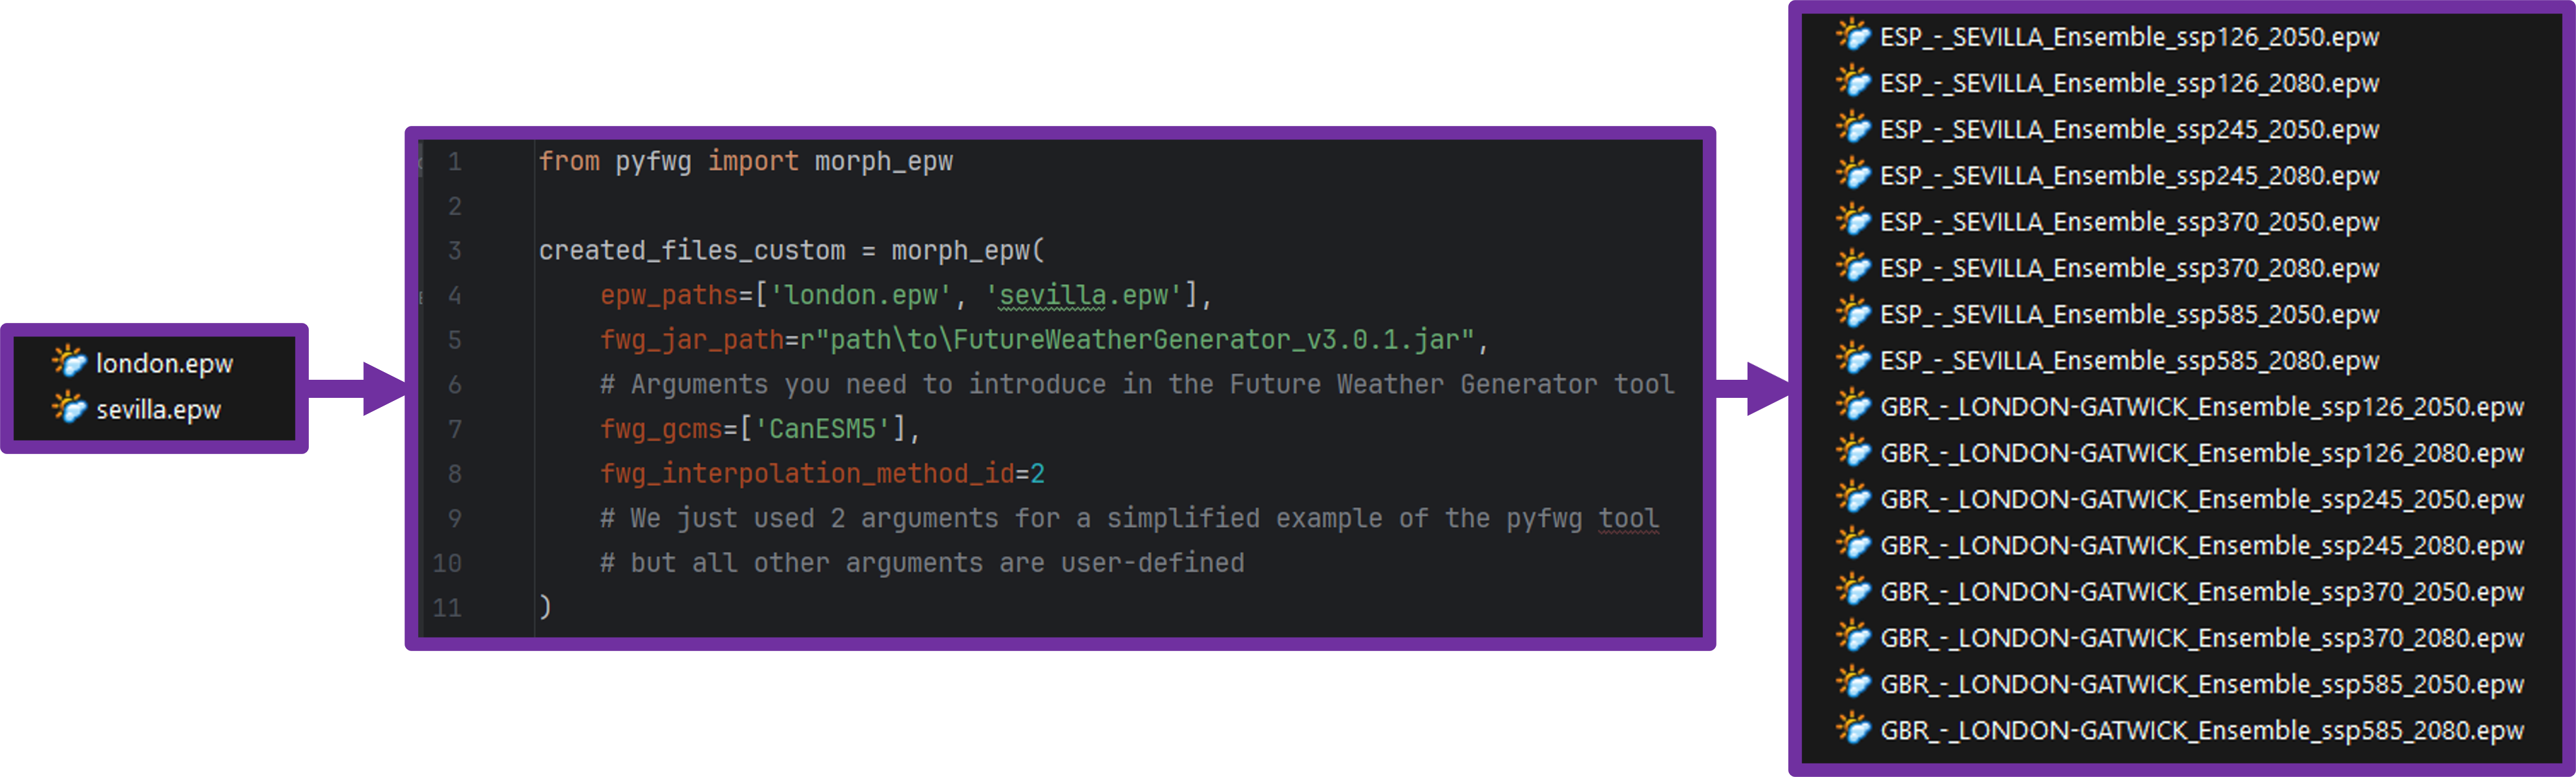 london.epw
sevilla.epw
1 from pyfwg import morph_epw
2
3 created_files_custom = morph_epw(
4 epw_paths=['london.epw', 'sevilla.epw'],
5 fwg_jar_path=r"path\to\FutureWeatherGenerator_v3.0.1.jar",
6 # Arguments you need to introduce in the Future Weather Generator tool
7 fwg_gcms=['CanESM5'],
8 fwg_interpolation_method_id=2
9 # We just used 2 arguments for a simplified example of the pyfwg tool
10 # but all other arguments are user-defined
11 )
ESP_-_SEVILLA_Ensemble_ssp126_2050.epw
ESP_-_SEVILLA_Ensemble_ssp126_2080.epw
ESP_-_SEVILLA_Ensemble_ssp245_2050.epw
ESP_-_SEVILLA_Ensemble_ssp245_2080.epw
ESP_-_SEVILLA_Ensemble_ssp370_2050.epw
ESP_-_SEVILLA_Ensemble_ssp370_2080.epw
ESP_-_SEVILLA_Ensemble_ssp585_2050.epw
ESP_-_SEVILLA_Ensemble_ssp585_2080.epw
GBR_-_LONDON-GATWICK_Ensemble_ssp126_2050.epw
GBR_-_LONDON-GATWICK_Ensemble_ssp126_2080.epw
GBR_-_LONDON-GATWICK_Ensemble_ssp245_2050.epw
GBR_-_LONDON-GATWICK_Ensemble_ssp245_2080.epw
GBR_-_LONDON-GATWICK_Ensemble_ssp370_2050.epw
GBR_-_LONDON-GATWICK_Ensemble_ssp370_2080.epw
GBR_-_LONDON-GATWICK_Ensemble_ssp585_2050.epw
GBR_-_LONDON-GATWICK_Ensemble_ssp585_2080.epw